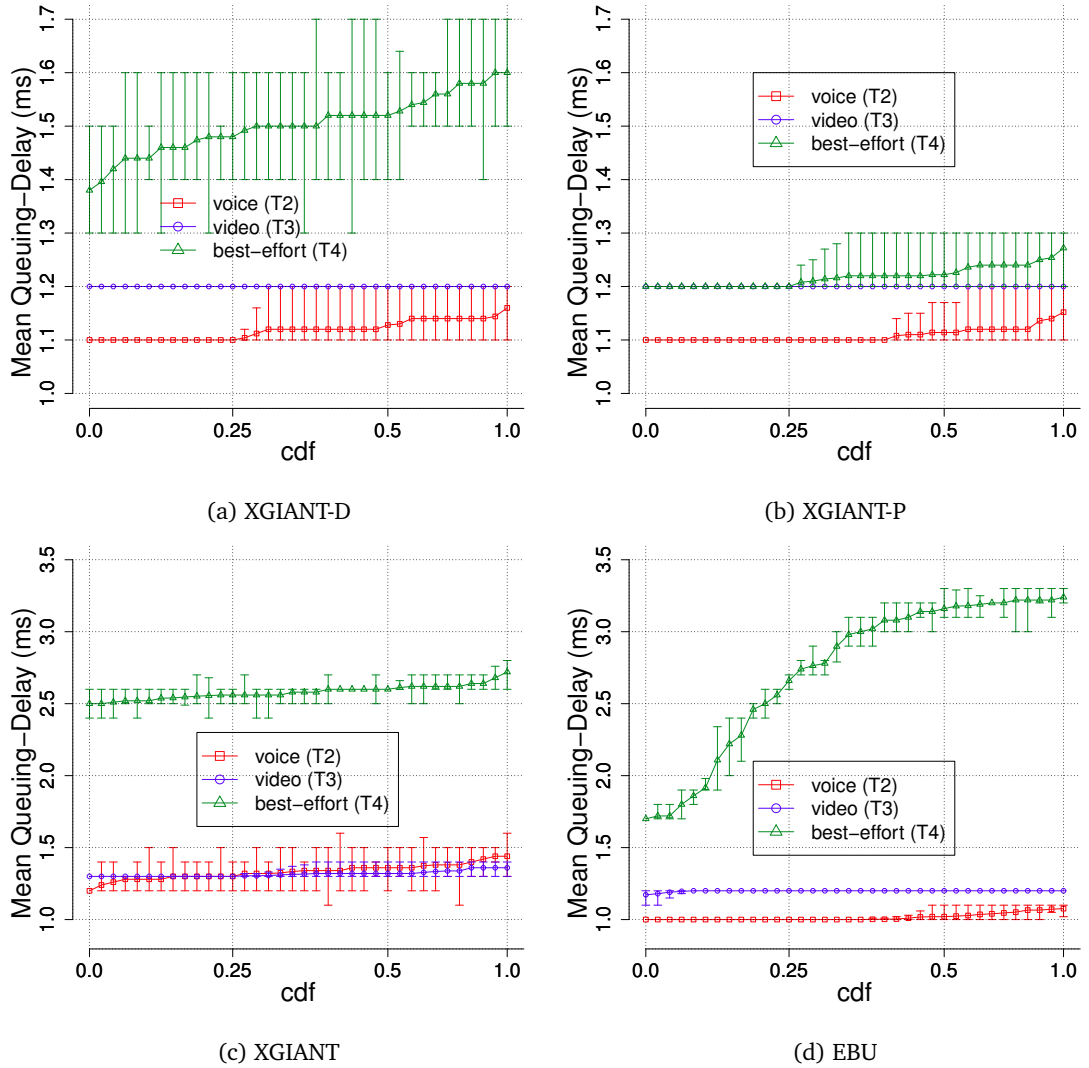 Mean Queuing−Delay (ms)
1.0 1.1 1.2 1.3 1.4 1.5 1.6 1.7
voice (T2)
video (T3)
best−effort (T4)
0.0 0.25 0.5 1.0
cdf
(a) XGIANT-D
Mean Queuing−Delay (ms)
1.0 1.1 1.2 1.3 1.4 1.5 1.6 1.7
voice (T2)
video (T3)
best−effort (T4)
0.0 0.25 0.5 1.0
cdf
(b) XGIANT-P
Mean Queuing−Delay (ms)
1.0 1.5 2.0 2.5 3.0 3.5
voice (T2)
video (T3)
best−effort (T4)
0.0 0.25 0.5 1.0
cdf
(c) XGIANT
Mean Queuing−Delay (ms)
1.0 1.5 2.0 2.5 3.0 3.5
voice (T2)
video (T3)
best−effort (T4)
0.0 0.25 0.5 1.0
cdf
(d) EBU